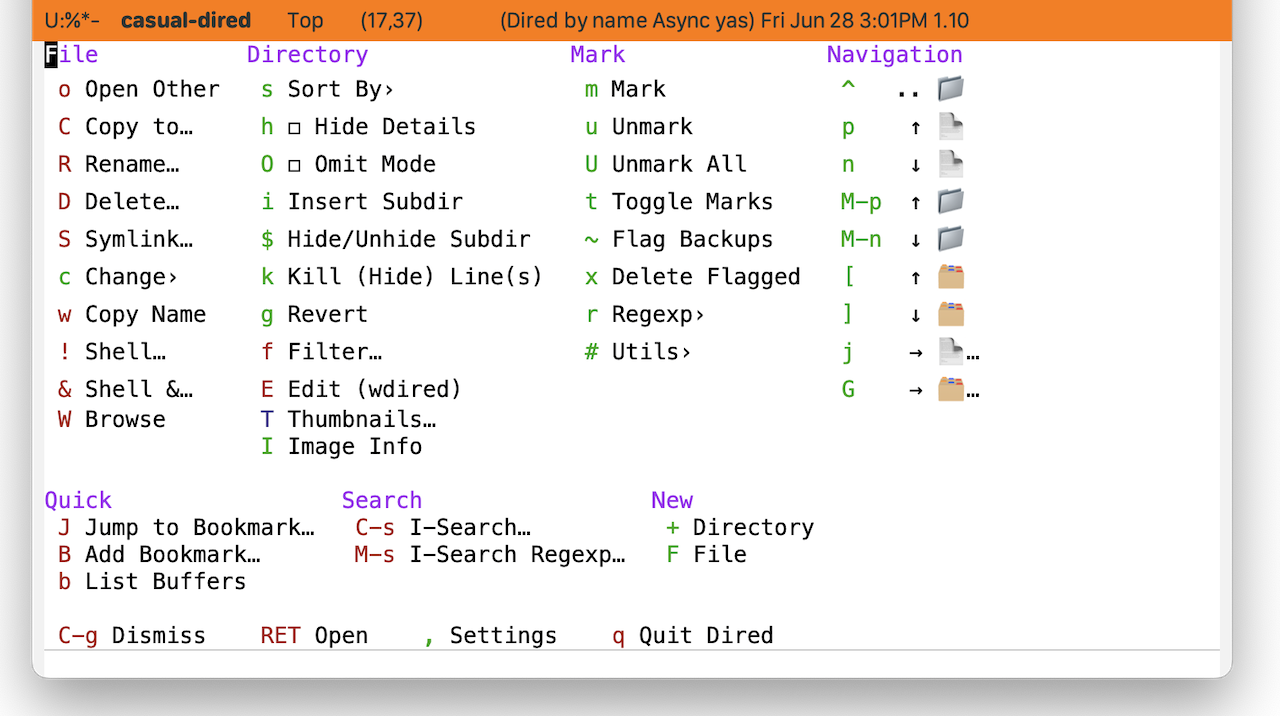 U:%*- casual-dired Top (17,37) (Dired by name Async yas) Fri Jun 28 3:01PM 1.10
File Directory Mark Navigation
o Open Other s Sort By› m Mark ^ ..
C Copy to… h □ Hide Details u Unmark p ↑
R Rename… O □ Omit Mode U Unmark All n ↓
D Delete… i Insert Subdir t Toggle Marks M-p ↑
S Symlink… $ Hide/Unhide Subdir ~ Flag Backups M-n ↓
c Change› k Kill (Hide) Line(s) x Delete Flagged [ ↑
w Copy Name g Revert r Regexp› ] ↓
! Shell… f Filter… # Utils› j → …
& Shell &… E Edit (wdired) G → …
W Browse T Thumbnails…
I Image Info
Quick Search New
J Jump to Bookmark… C-s I-Search… + Directory
B Add Bookmark… M-s I-Search Regexp… F File
b List Buffers
C-g Dismiss RET Open , Settings q Quit Dired